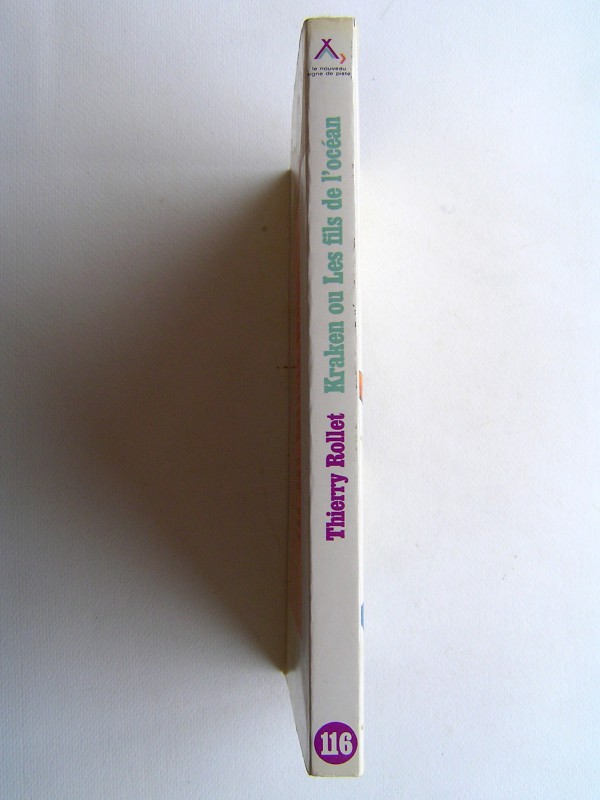 le nouveau
signe de piste
Thierry Rollet Kraken ou Les fils de l'océan
116